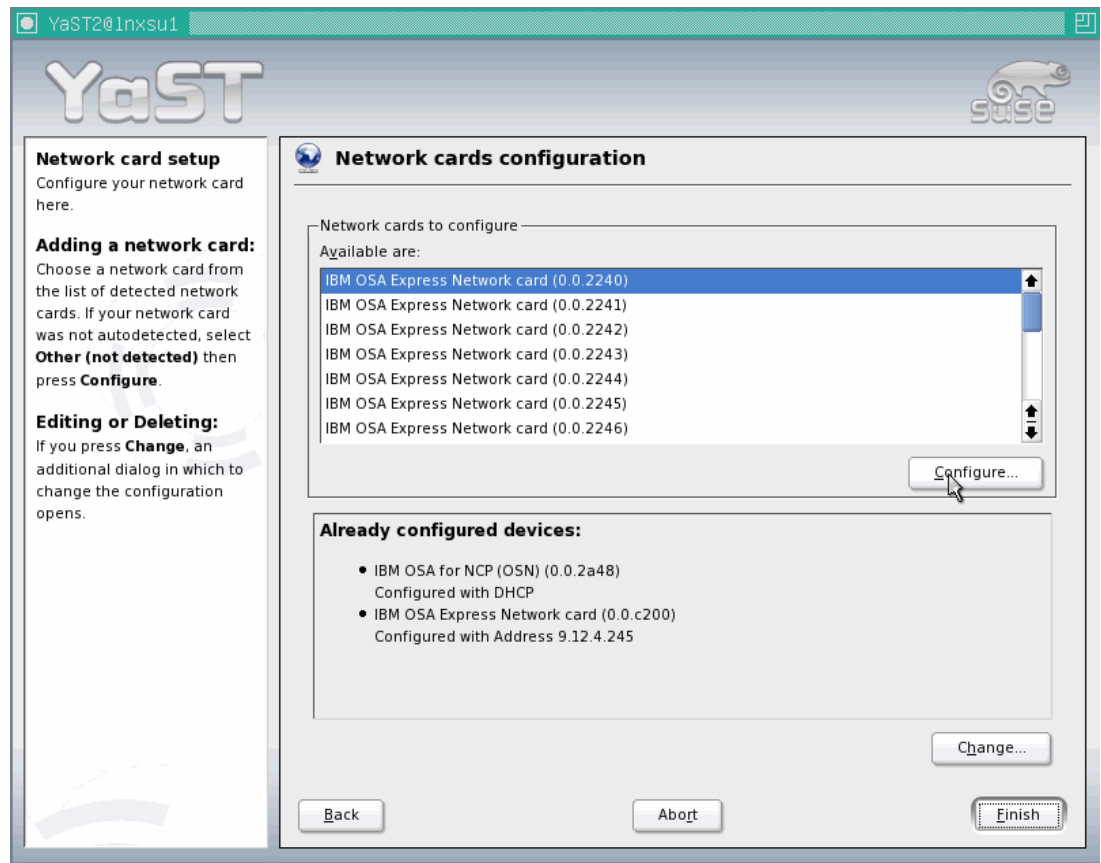 YaST2@lnxsu1
YaST
suse
Network card setup
Configure your network card
here.
Adding a network card:
Choose a network card from
the list of detected network
cards. If your network card
was not autodetected, select
Other (not detected) then
press Configure.
Editing or Deleting:
If you press Change, an
additional dialog in which to
change the configuration
opens.
Network cards configuration
Network cards to configure
Available are:
IBM OSA Express Network card (0.0.2240)
IBM OSA Express Network card (0.0.2241)
IBM OSA Express Network card (0.0.2242)
IBM OSA Express Network card (0.0.2243)
IBM OSA Express Network card (0.0.2244)
IBM OSA Express Network card (0.0.2245)
IBM OSA Express Network card (0.0.2246)
Configure...
Already configured devices:
• IBM OSA for NCP (OSN) (0.0.2a48)
Configured with DHCP
• IBM OSA Express Network card (0.0.c200)
Configured with Address 9.12.4.245
Change...
Back
Abort
Finish